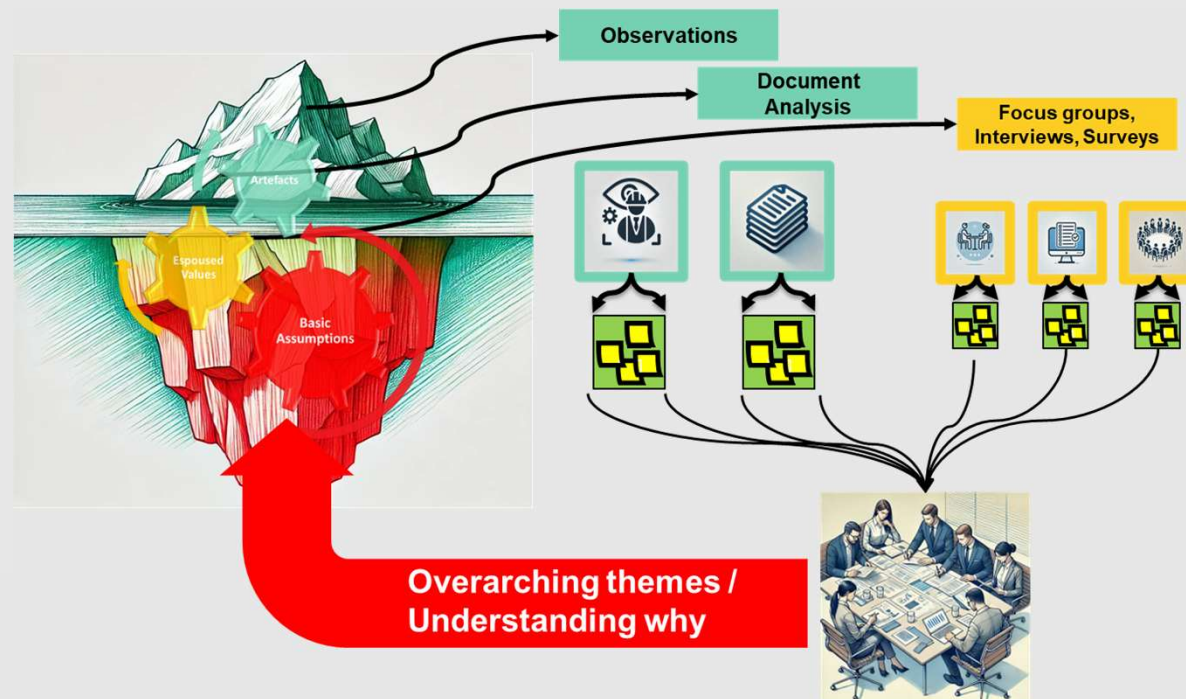 Observations
Document
Analysis
Focus groups,
Interviews, Surveys
Artefacts
Espoused
Values
Basic
Assumptions
Overarching themes /
Understanding why